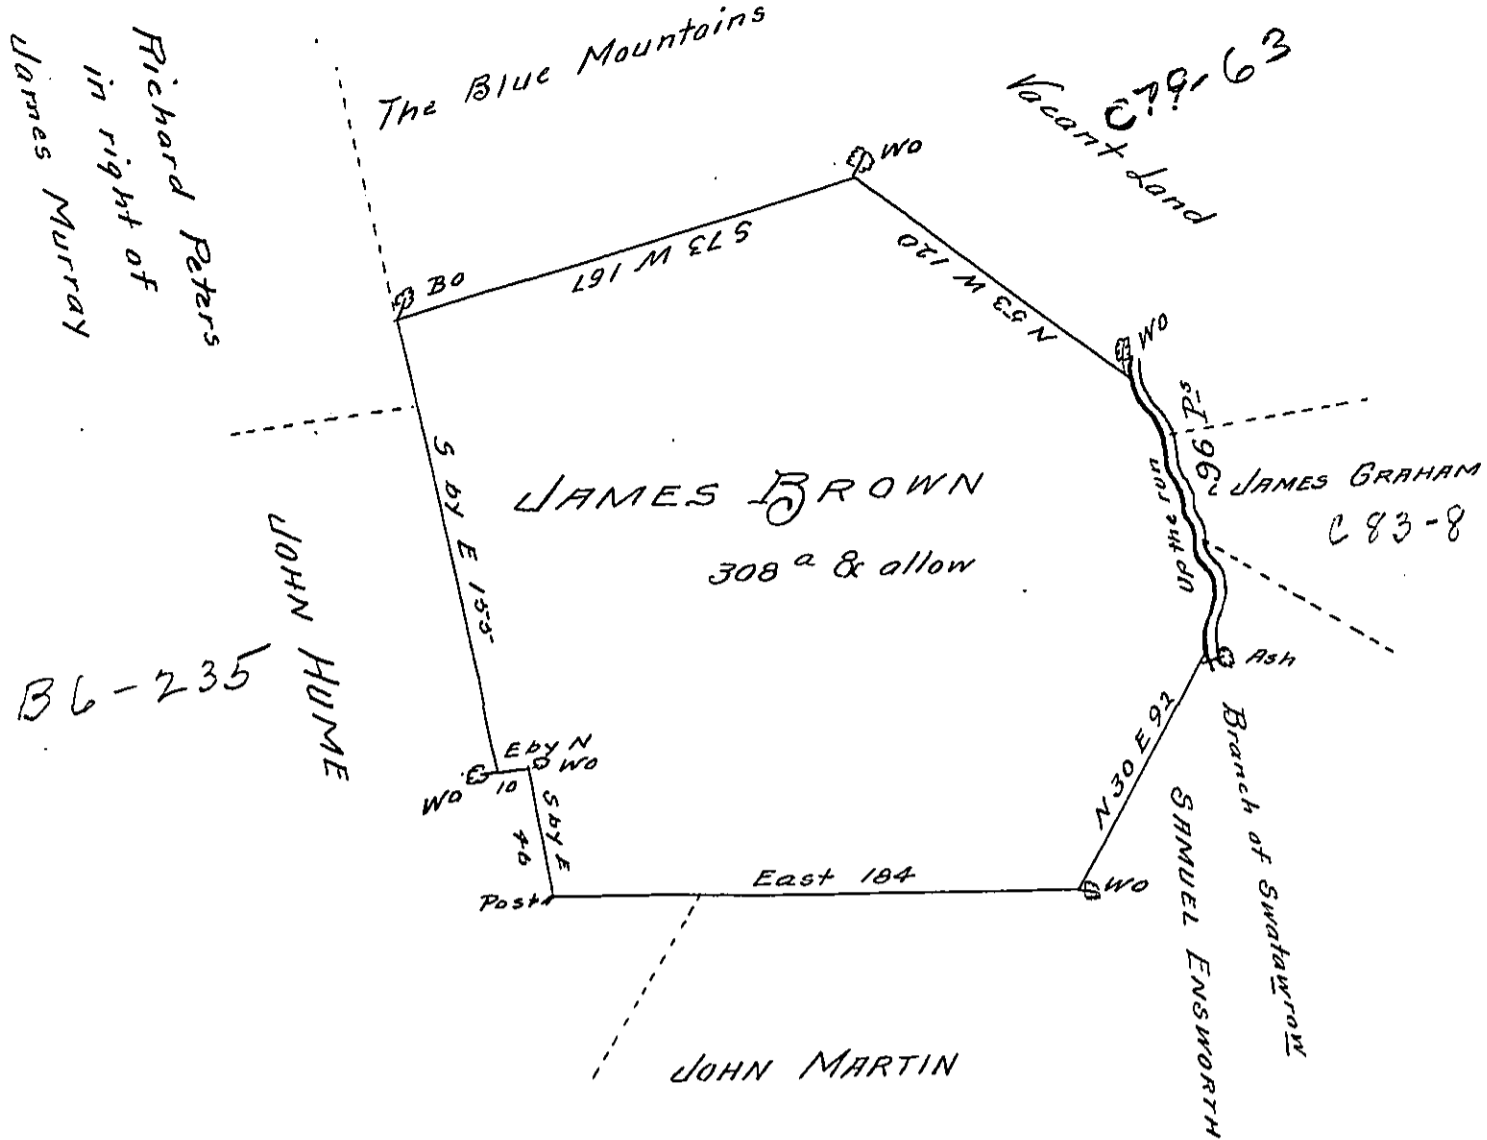 Richard Peters
in right of
James Murray
The Blue Mountains
C79-63
Vacant Land
WO
BO
S 73 W 167
N 53 W 120
WO
96 Ps
up the run
JAMES GRAHAM
C 83-8
JAMES BROWN
308 a & allow
S by E 155
JOHN HUME
B6-235
E by N
10
WO
WO
S by E
46
Post
East 184
WO
N 30 E 92
Ash
Branch of Swatawrow
SAMUEL ENSWORTH
JOHN MARTIN